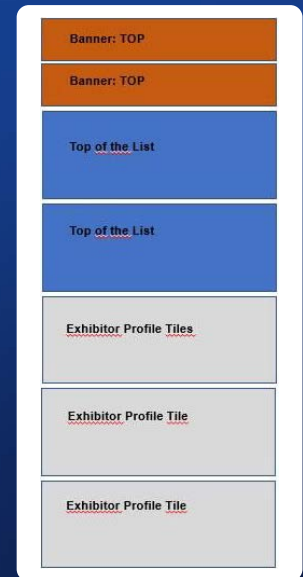 Banner: TOP
Banner: TOP
Top of the List
Top of the List
Exhibitor Profile Tiles
Exhibitor Profile Tile
Exhibitor Profile Tile